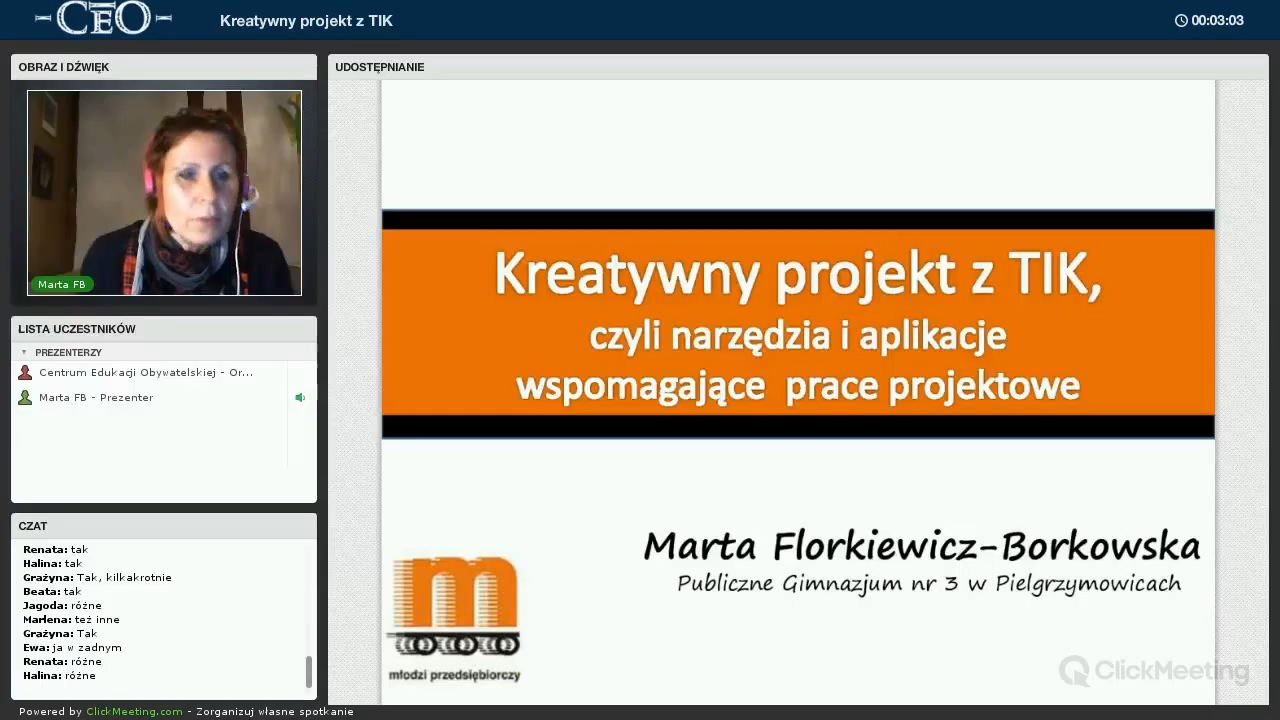 CEO
Kreatywny projekt z TIK
00:03:03
OBRAZ I DŹWIĘK
Marta FB
LISTA UCZESTNIKÓW
PREZENTERZY
Centrum Edukacji Obywatelskiej - Or...
Marta FB - Prezenter
CZAT
Renata: tak
Halina: tak
Grażyna: Tak, kilkakrotnie
Beata: tak
Jagoda: różne
Marlena: też inne
Grażyna: Tak
Ewa: ja w żadnym
Renata: różne
Halina: różne
UDOSTĘPNIANIE
Kreatywny projekt z TIK,
czyli narzędzia i aplikacje
wspomagające prace projektowe
Marta Florkiewicz-Borkowska
Publiczne Gimnazjum nr 3 w Pielgrzymowicach
m
młodzi przedsiębiorczy
ClickMeeting
Powered by ClickMeeting.com - Zorganizuj własne spotkanie